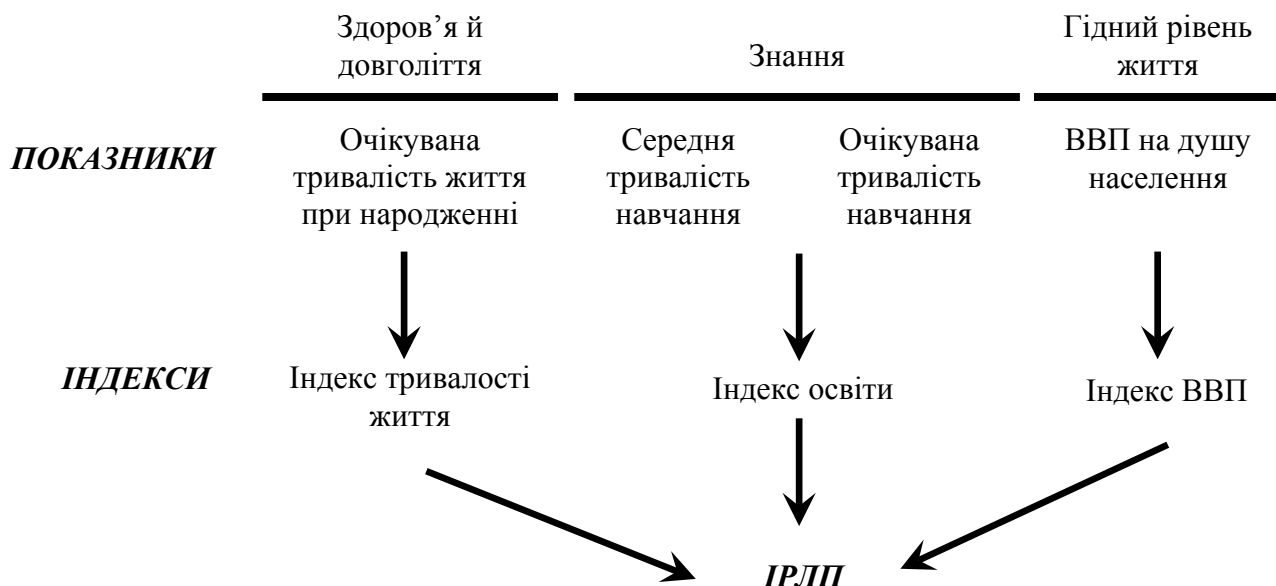 Здоров’я й
довголіття
Знання
Гідний рівень
життя
ПОКАЗНИКИ
Очікувана
тривалість життя
при народженні
Середня
тривалість
навчання
Очікувана
тривалість
навчання
ВВП на душу
населення
ІНДЕКСИ
Індекс тривалості
життя
Індекс освіти
Індекс ВВП
ІРЛП